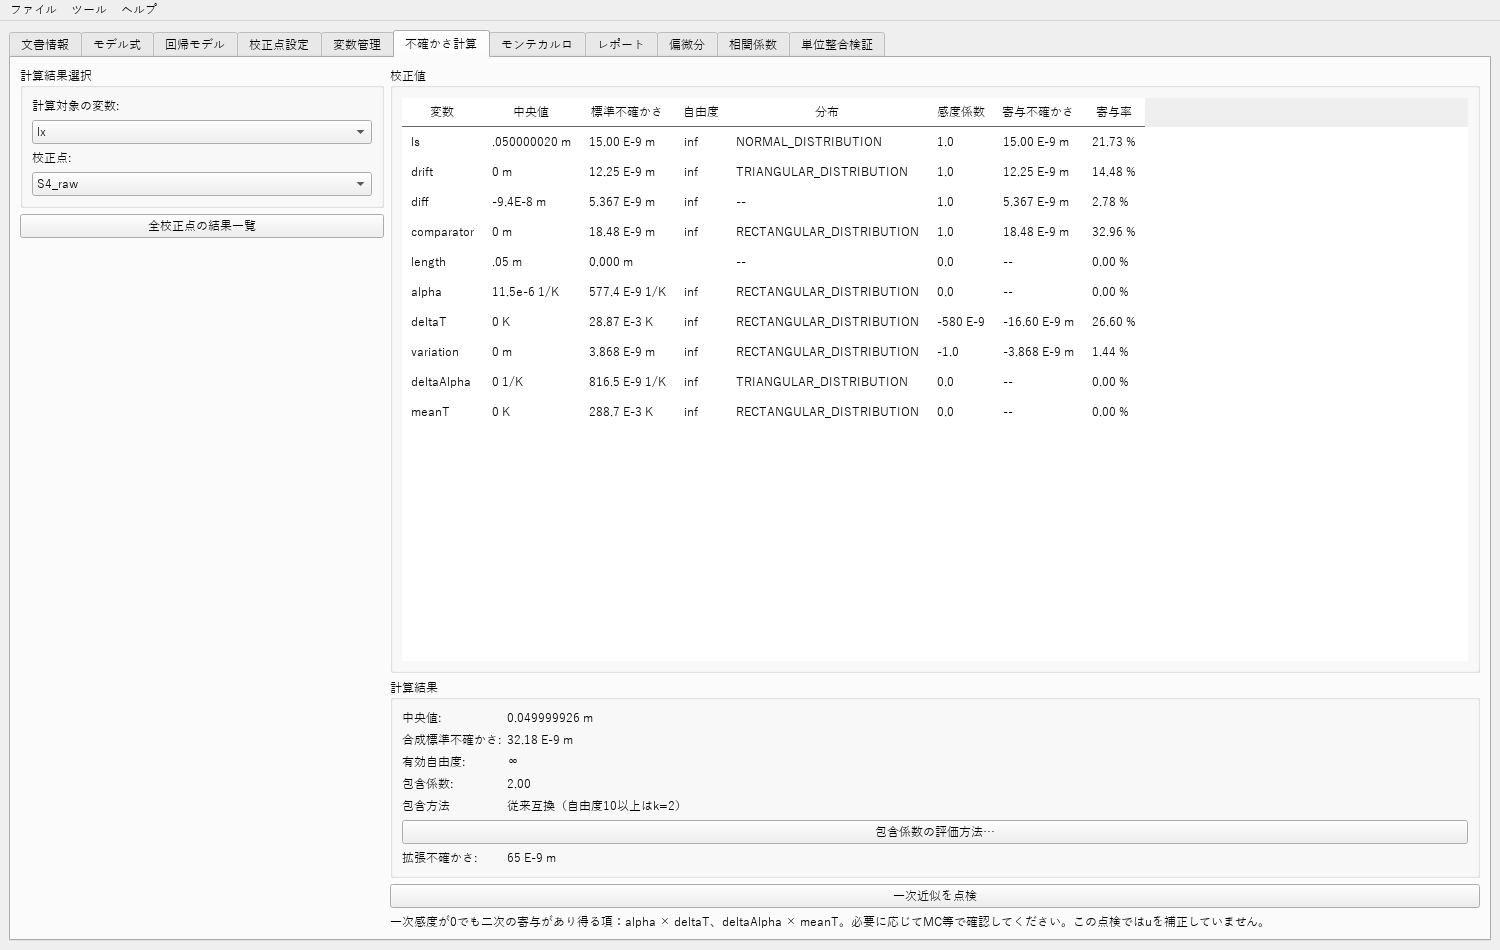 ファイル ツール ヘルプ
文書情報 モデル式 回帰モデル 校正点設定 変数管理 不確かさ計算 モンテカルロ レポート 偏微分 相関係数 単位整合検証
計算結果選択
計算対象の変数:
lx
校正点:
S4_raw
全校正点の結果一覧
校正値
変数 中央値 標準不確かさ 自由度 分布 感度係数 寄与不確かさ 寄与率
ls .050000020 m 15.00 E-9 m inf NORMAL_DISTRIBUTION 1.0 15.00 E-9 m 21.73 %
drift 0 m 12.25 E-9 m inf TRIANGULAR_DISTRIBUTION 1.0 12.25 E-9 m 14.48 %
diff -9.4E-8 m 5.367 E-9 m inf -- 1.0 5.367 E-9 m 2.78 %
comparator 0 m 18.48 E-9 m inf RECTANGULAR_DISTRIBUTION 1.0 18.48 E-9 m 32.96 %
length .05 m 0.000 m -- 0.0 -- 0.00 %
alpha 11.5e-6 1/K 577.4 E-9 1/K inf RECTANGULAR_DISTRIBUTION 0.0 -- 0.00 %
deltaT 0 K 28.87 E-3 K inf RECTANGULAR_DISTRIBUTION -580 E-9 -16.60 E-9 m 26.60 %
variation 0 m 3.868 E-9 m inf RECTANGULAR_DISTRIBUTION -1.0 -3.868 E-9 m 1.44 %
deltaAlpha 0 1/K 816.5 E-9 1/K inf TRIANGULAR_DISTRIBUTION 0.0 -- 0.00 %
meanT 0 K 288.7 E-3 K inf RECTANGULAR_DISTRIBUTION 0.0 -- 0.00 %
計算結果
中央値: 0.049999926 m
合成標準不確かさ: 32.18 E-9 m
有効自由度: ∞
包含係数: 2.00
包含方法 従来互換（自由度10以上はk=2）
包含係数の評価方法…
拡張不確かさ: 65 E-9 m
一次近似を点検
一次感度が0でも二次の寄与があり得る項：alpha × deltaT、deltaAlpha × meanT。必要に応じてMC等で確認してください。この点検ではuを補正していません。